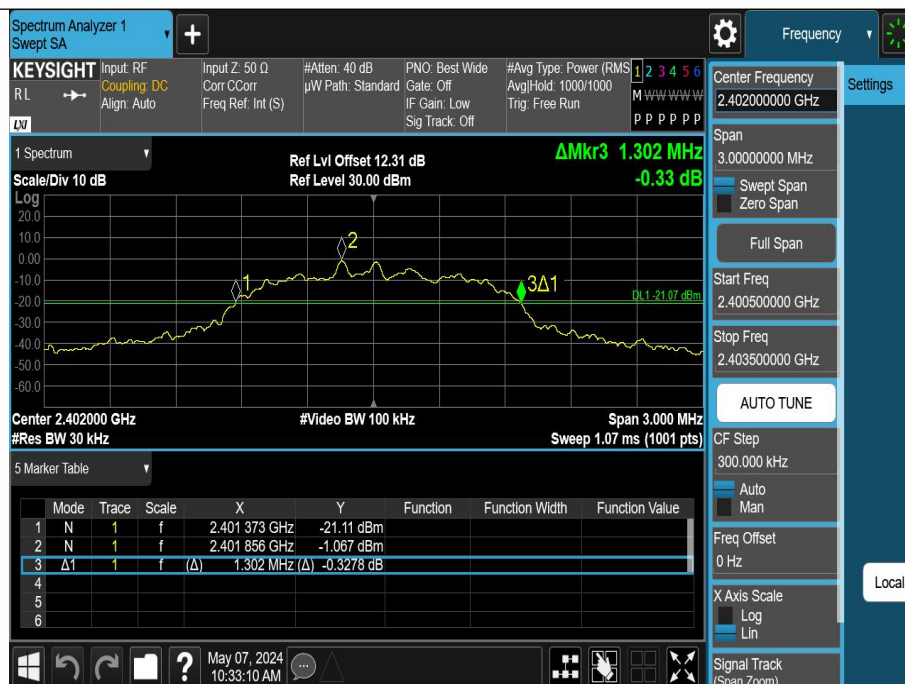 Spectrum Analyzer 1
Swept SA
Frequency
KEYSIGHT
RL
LXI
Input: RF
Coupling: DC
Align: Auto
Input Z: 50 Ω
Corr CCorr
Freq Ref: Int (S)
#Atten: 40 dB
µW Path: Standard
PNO: Best Wide
Gate: Off
IF Gain: Low
Sig Track: Off
#Avg Type: Power (RMS
Avg|Hold: 1000/1000
Trig: Free Run
1 2 3 4 5 6
M W W W W W
P P P P P P
1 Spectrum
Scale/Div 10 dB
Ref Lvl Offset 12.31 dB
Ref Level 30.00 dBm
ΔMkr3 1.302 MHz
-0.33 dB
Log
20.0
10.0
0.00
-10.0
-20.0
-30.0
-40.0
-50.0
-60.0
1
2
3Δ1
DL1 -21.07 dBm
Center 2.402000 GHz
#Video BW 100 kHz
Span 3.000 MHz
#Res BW 30 kHz
Sweep 1.07 ms (1001 pts)
5 Marker Table
Mode Trace Scale X Y Function Function Width Function Value
1 N 1 f 2.401 373 GHz -21.11 dBm
2 N 1 f 2.401 856 GHz -1.067 dBm
3 Δ1 1 f (Δ) 1.302 MHz (Δ) -0.3278 dB
4
5
6
May 07, 2024
10:33:10 AM
?
Center Frequency
2.402000000 GHz
Span
3.00000000 MHz
Swept Span
Zero Span
Full Span
Start Freq
2.400500000 GHz
Stop Freq
2.403500000 GHz
AUTO TUNE
CF Step
300.000 kHz
Auto
Man
Freq Offset
0 Hz
X Axis Scale
Log
Lin
Signal Track
(Span Zoom)
Settings
Local